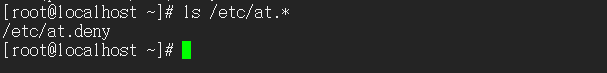 [root@localhost ~]# ls /etc/at.*
/etc/at.deny
[root@localhost ~]#